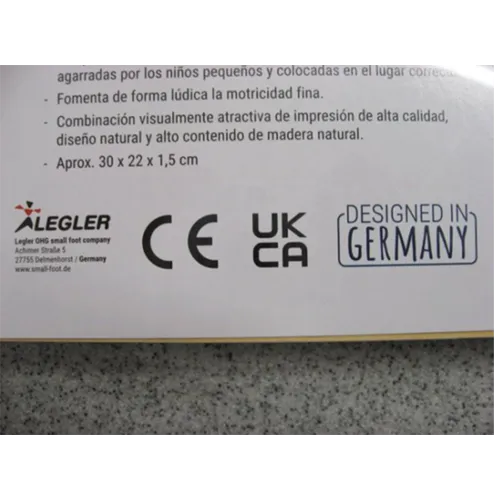 agarradas por los niños pequeños y colocadas en el lugar
- Fomenta de forma lúdica la motricidad fina.
- Combinación visualmente atractiva de impresión de alta calidad,
diseño natural y alto contenido de madera natural.
- Aprox. 30 x 22 x 1,5 cm
LEGLER
Legler OHG small foot company
Achimer Straße 5
27755 Delmenhorst / Germany
www.small-foot.de
CE
UK
CA
DESIGNED IN
GERMANY